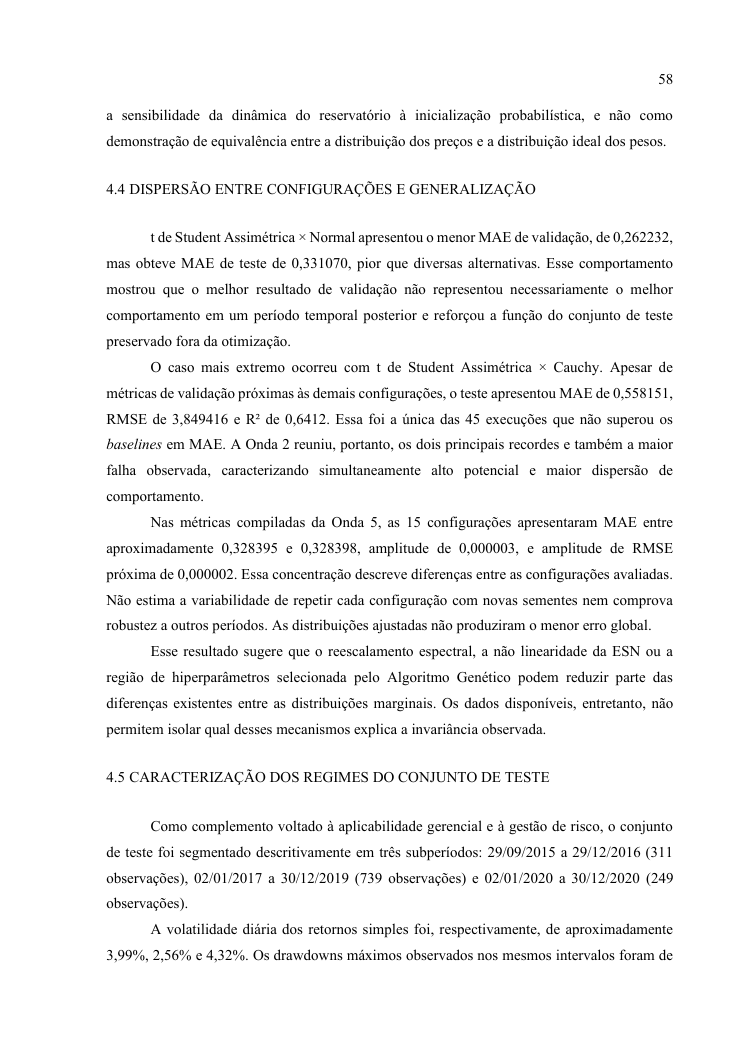 58
a sensibilidade da dinâmica do reservatório à inicialização probabilística, e não como
demonstração de equivalência entre a distribuição dos preços e a distribuição ideal dos pesos.
4.4 DISPERSÃO ENTRE CONFIGURAÇÕES E GENERALIZAÇÃO
t de Student Assimétrica × Normal apresentou o menor MAE de validação, de 0,262232,
mas obteve MAE de teste de 0,331070, pior que diversas alternativas. Esse comportamento
mostrou que o melhor resultado de validação não representou necessariamente o melhor
comportamento em um período temporal posterior e reforçou a função do conjunto de teste
preservado fora da otimização.
O caso mais extremo ocorreu com t de Student Assimétrica × Cauchy. Apesar de
métricas de validação próximas às demais configurações, o teste apresentou MAE de 0,558151,
RMSE de 3,849416 e R² de 0,6412. Essa foi a única das 45 execuções que não superou os
baselines em MAE. A Onda 2 reuniu, portanto, os dois principais recordes e também a maior
falha observada, caracterizando simultaneamente alto potencial e maior dispersão de
comportamento.
Nas métricas compiladas da Onda 5, as 15 configurações apresentaram MAE entre
aproximadamente 0,328395 e 0,328398, amplitude de 0,000003, e amplitude de RMSE
próxima de 0,000002. Essa concentração descreve diferenças entre as configurações avaliadas.
Não estima a variabilidade de repetir cada configuração com novas sementes nem comprova
robustez a outros períodos. As distribuições ajustadas não produziram o menor erro global.
Esse resultado sugere que o reescalamento espectral, a não linearidade da ESN ou a
região de hiperparâmetros selecionada pelo Algoritmo Genético podem reduzir parte das
diferenças existentes entre as distribuições marginais. Os dados disponíveis, entretanto, não
permitem isolar qual desses mecanismos explica a invariância observada.
4.5 CARACTERIZAÇÃO DOS REGIMES DO CONJUNTO DE TESTE
Como complemento voltado à aplicabilidade gerencial e à gestão de risco, o conjunto
de teste foi segmentado descritivamente em três subperíodos: 29/09/2015 a 29/12/2016 (311
observações), 02/01/2017 a 30/12/2019 (739 observações) e 02/01/2020 a 30/12/2020 (249
observações).
A volatilidade diária dos retornos simples foi, respectivamente, de aproximadamente
3,99%, 2,56% e 4,32%. Os drawdowns máximos observados nos mesmos intervalos foram de